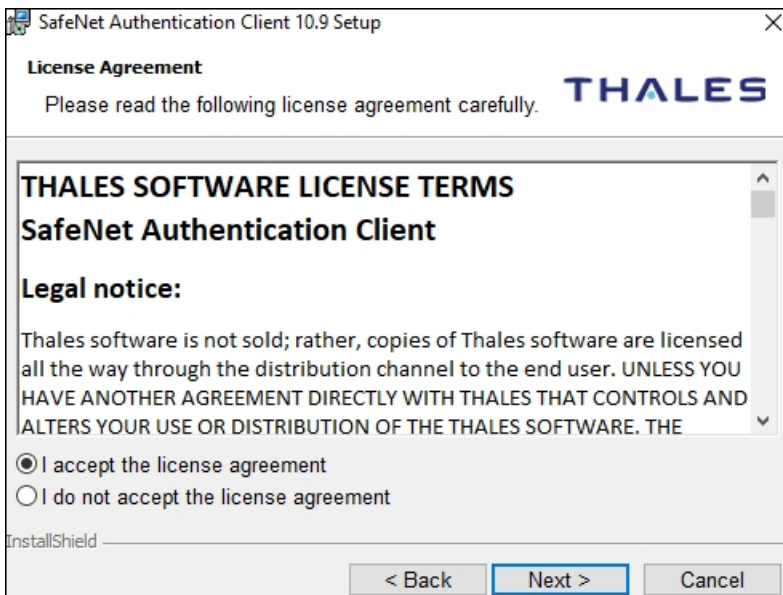 SafeNet Authentication Client 10.9 Setup
License Agreement
Please read the following license agreement carefully.
THALES
THALES SOFTWARE LICENSE TERMS
SafeNet Authentication Client
Legal notice:
Thales software is not sold; rather, copies of Thales software are licensed
all the way through the distribution channel to the end user. UNLESS YOU
HAVE ANOTHER AGREEMENT DIRECTLY WITH THALES THAT CONTROLS AND
ALTERS YOUR USE OR DISTRIBUTION OF THE THALES SOFTWARE. THE
I accept the license agreement
I do not accept the license agreement
InstallShield
< Back Next > Cancel